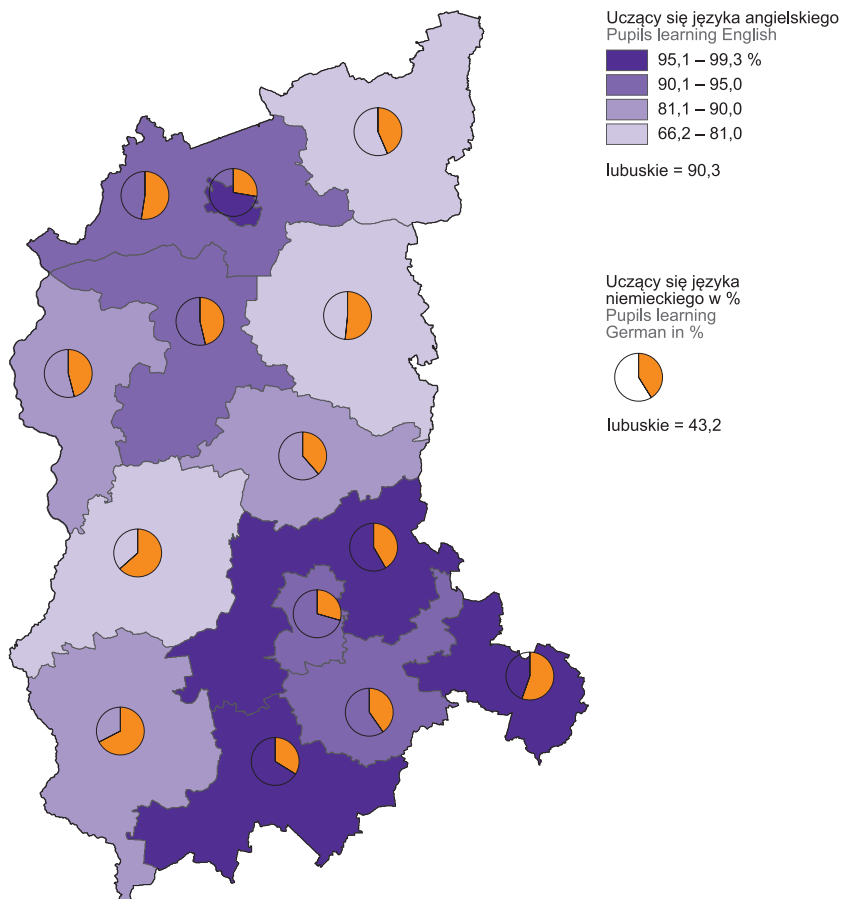 Uczący się języka angielskiego
Pupils learning English
95,1 – 99,3 %
90,1 – 95,0
81,1 – 90,0
66,2 – 81,0
lubuskie = 90,3
Uczący się języka
niemieckiego w %
Pupils learning
German in %
lubuskie = 43,2